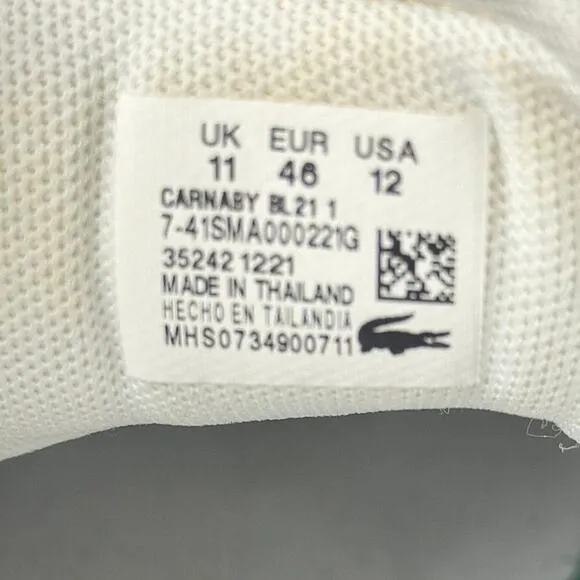 UK EUR USA
11 46 12
CARNABY BL21 1
7-41SMA000221G
35242 1221
MADE IN THAILAND
HECHO EN TAILANDIA
MHS0734900711